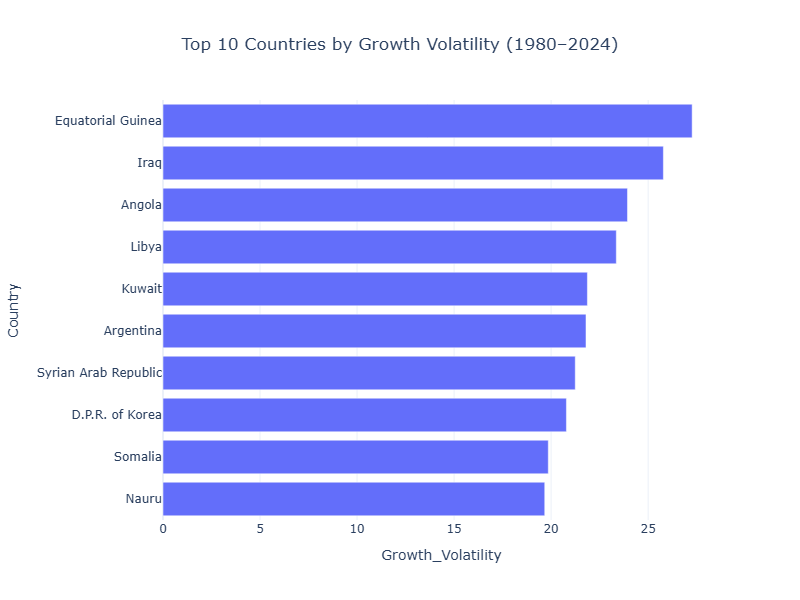 Top 10 Countries by Growth Volatility (1980–2024)
Country
Equatorial Guinea
Iraq
Angola
Libya
Kuwait
Argentina
Syrian Arab Republic
D.P.R. of Korea
Somalia
Nauru
0 5 10 15 20 25
Growth_Volatility